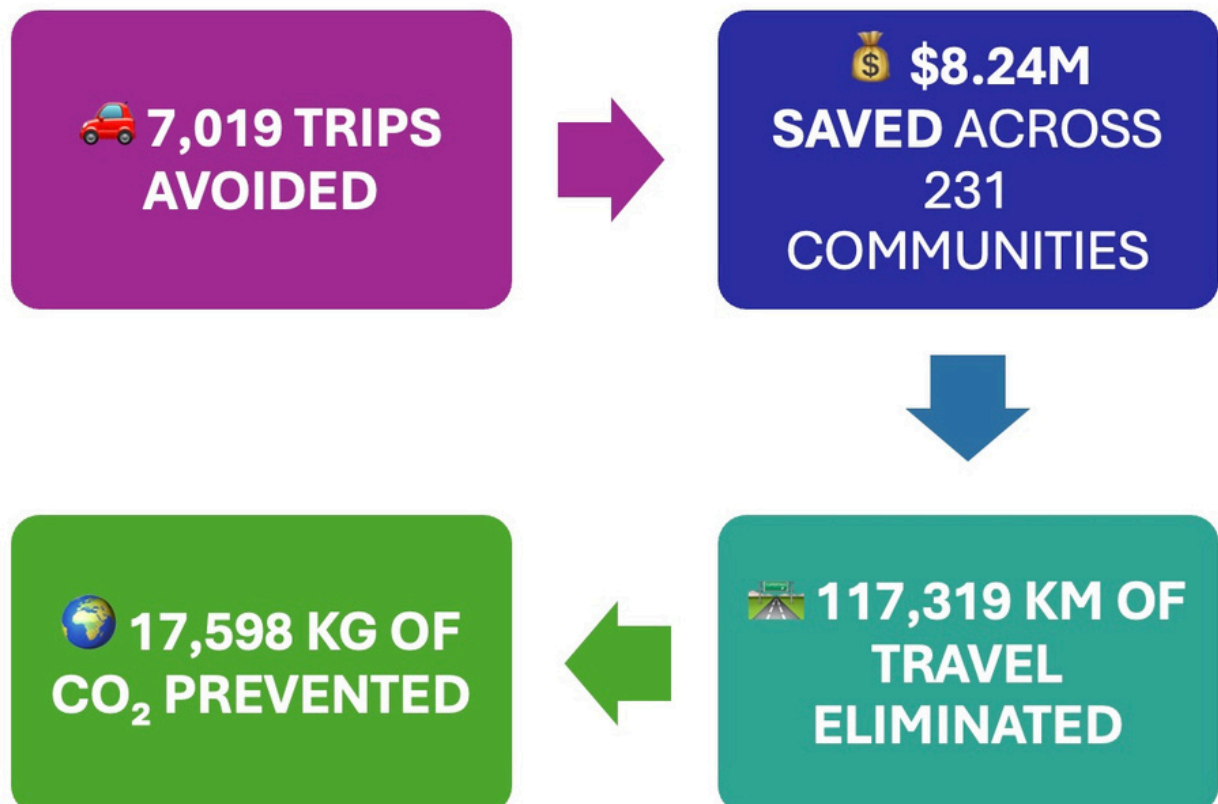 🚗 7,019 TRIPS
AVOIDED
💰 $8.24M
SAVED ACROSS
231
COMMUNITIES
🛣️ 117,319 KM OF
TRAVEL
ELIMINATED
🌍 17,598 KG OF
CO₂ PREVENTED